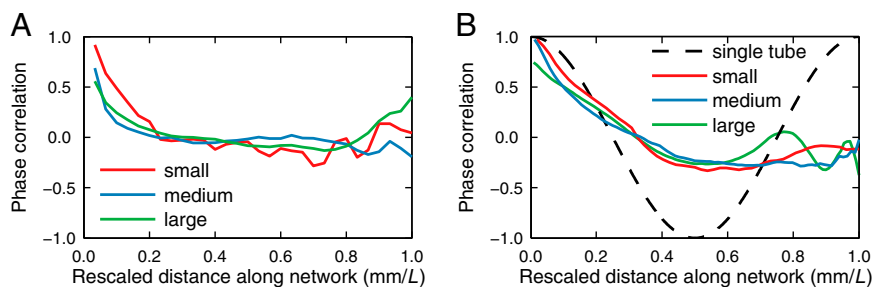 A
Phase correlation
1.0
0.5
0.0
−0.5
−1.0
small
medium
large
0.0 0.2 0.4 0.6 0.8 1.0
Rescaled distance along network (mm/L)
B
Phase correlation
1.0
0.5
0.0
−0.5
−1.0
single tube
small
medium
large
0.0 0.2 0.4 0.6 0.8 1.0
Rescaled distance along network (mm/L)